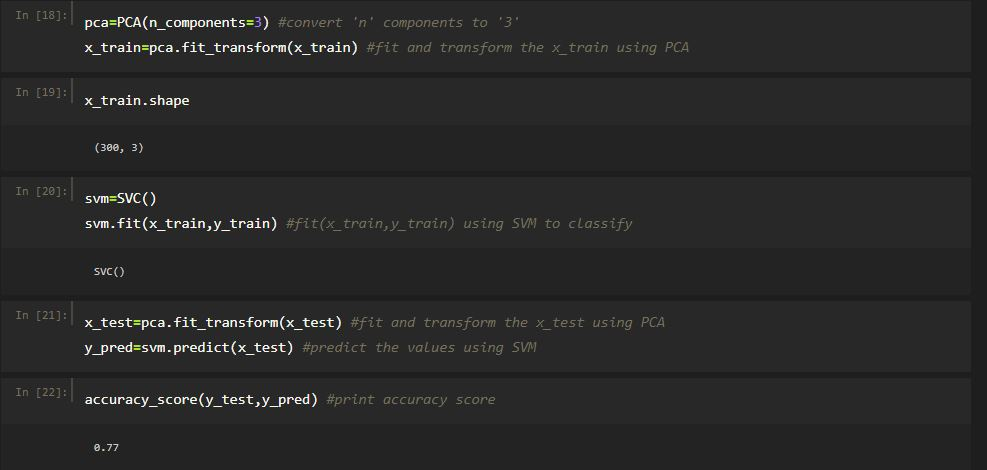 In [18]:
pca=PCA(n_components=3) #convert 'n' components to '3'
x_train=pca.fit_transform(x_train) #fit and transform the x_train using PCA
In [19]:
x_train.shape
(300, 3)
In [20]:
svm=SVC()
svm.fit(x_train,y_train) #fit(x_train,y_train) using SVM to classify
SVC()
In [21]:
x_test=pca.fit_transform(x_test) #fit and transform the x_test using PCA
y_pred=svm.predict(x_test) #predict the values using SVM
In [22]:
accuracy_score(y_test,y_pred) #print accuracy score
0.77